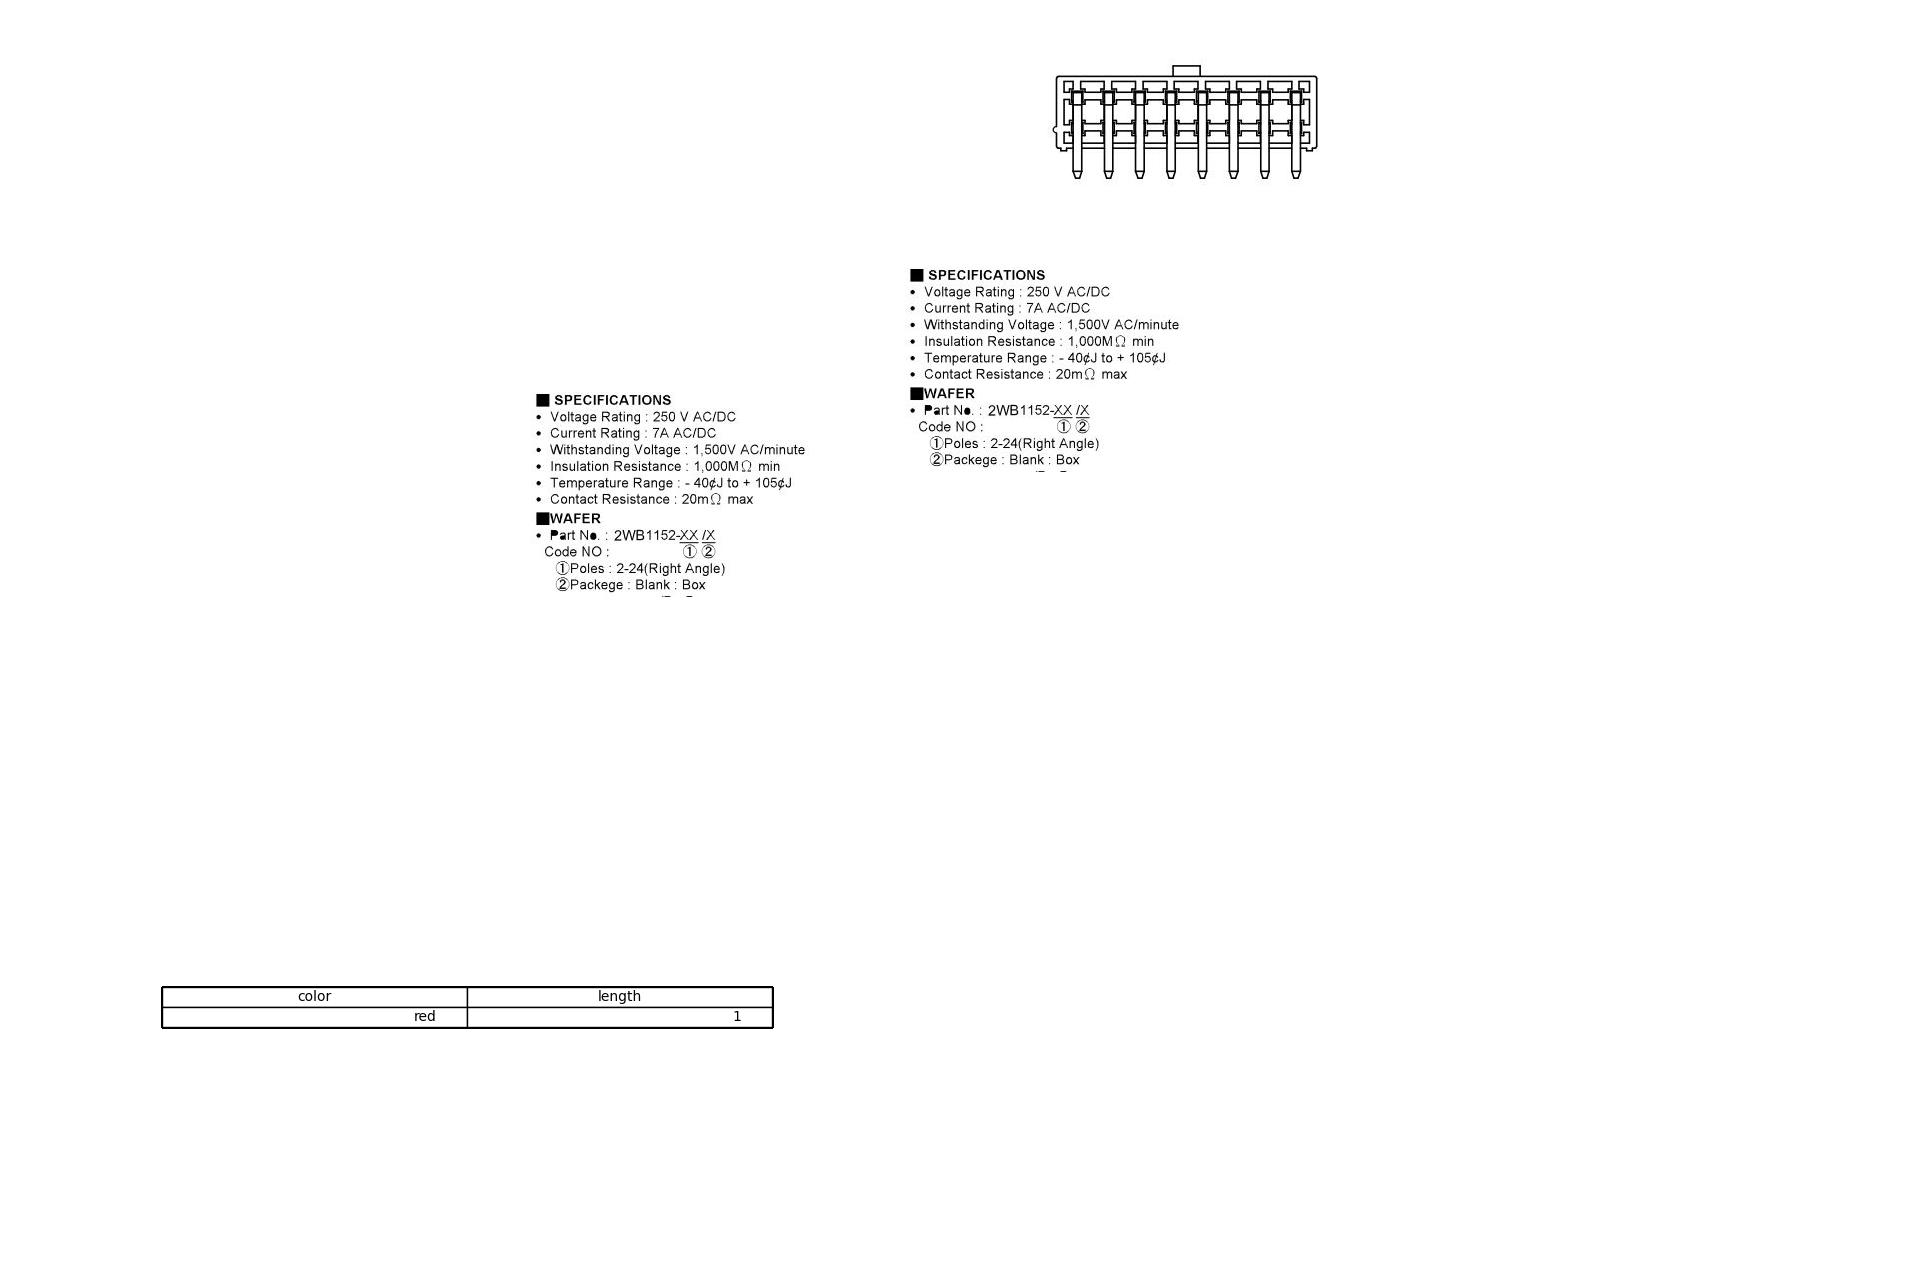 ■ SPECIFICATIONS
• Voltage Rating : 250 V AC/DC
• Current Rating : 7A AC/DC
• Withstanding Voltage : 1,500V AC/minute
• Insulation Resistance : 1,000MΩ min
• Temperature Range : - 40¢J to + 105¢J
• Contact Resistance : 20mΩ max
■WAFER
• Part No. : 2WB1152-XX /X
Code NO : ① ②
①Poles : 2-24(Right Angle)
②Packege : Blank : Box
■ SPECIFICATIONS
• Voltage Rating : 250 V AC/DC
• Current Rating : 7A AC/DC
• Withstanding Voltage : 1,500V AC/minute
• Insulation Resistance : 1,000MΩ min
• Temperature Range : - 40¢J to + 105¢J
• Contact Resistance : 20mΩ max
■WAFER
• Part No. : 2WB1152-XX /X
Code NO : ① ②
①Poles : 2-24(Right Angle)
②Packege : Blank : Box
color length
red 1